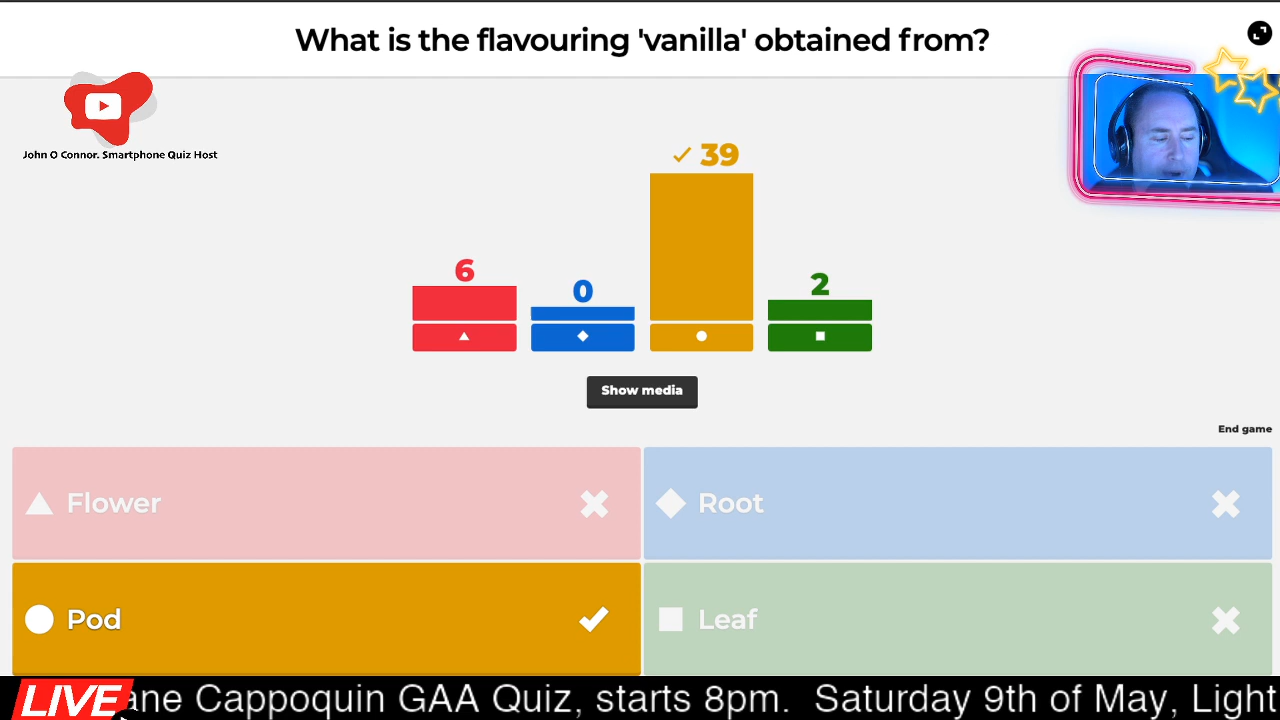 What is the flavouring 'vanilla' obtained from?
John O Connor. Smartphone Quiz Host
39
6
0
2
Show media
End game
Flower
Root
Pod
Leaf
LIVE
ane Cappoquin GAA Quiz, starts 8pm. Saturday 9th of May, Light